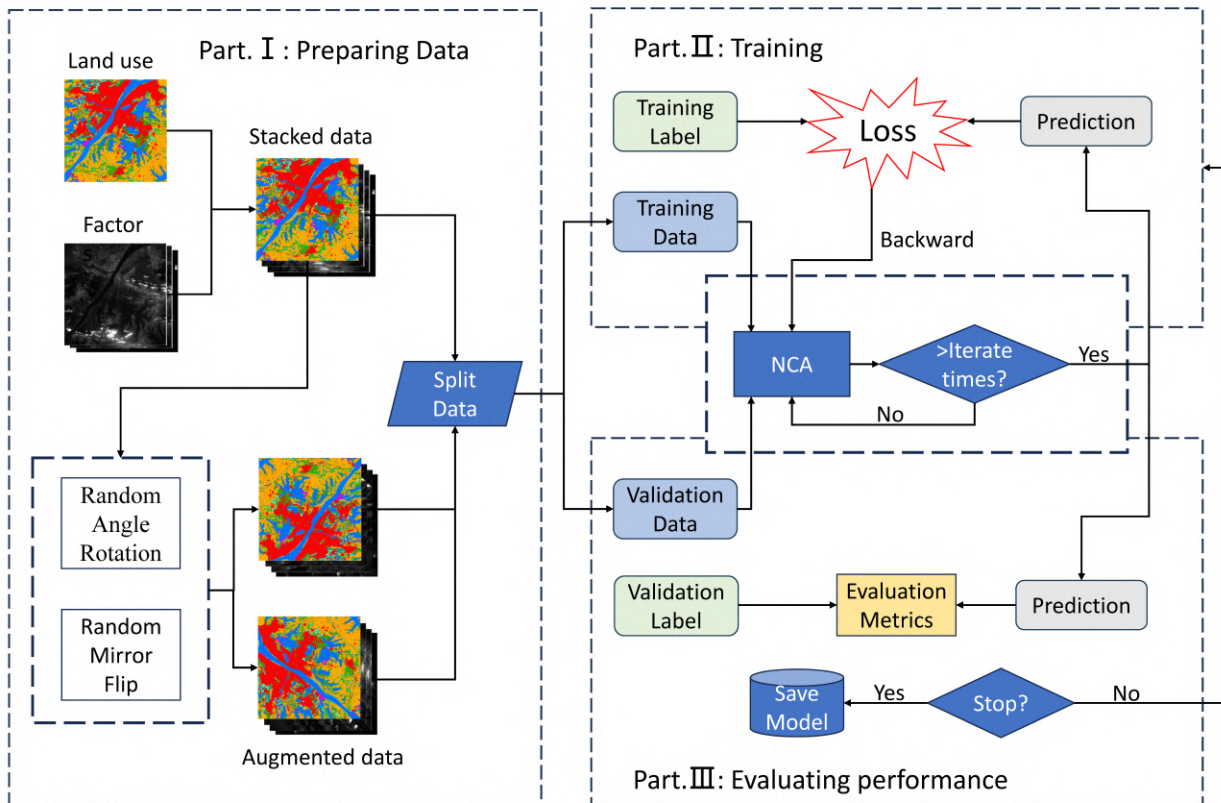 Part. Ⅰ : Preparing Data
Land use
Stacked data
Factor
s
Split
Data
Random
Angle
Rotation
Random
Mirror
Flip
Augmented data
Part.Ⅱ: Training
Training
Label
Loss
Prediction
Training
Data
Backward
NCA
>Iterate
times?
Yes
No
Validation
Data
Validation
Label
Evaluation
Metrics
Prediction
Save
Model
Yes
Stop?
No
Part.Ⅲ: Evaluating performance